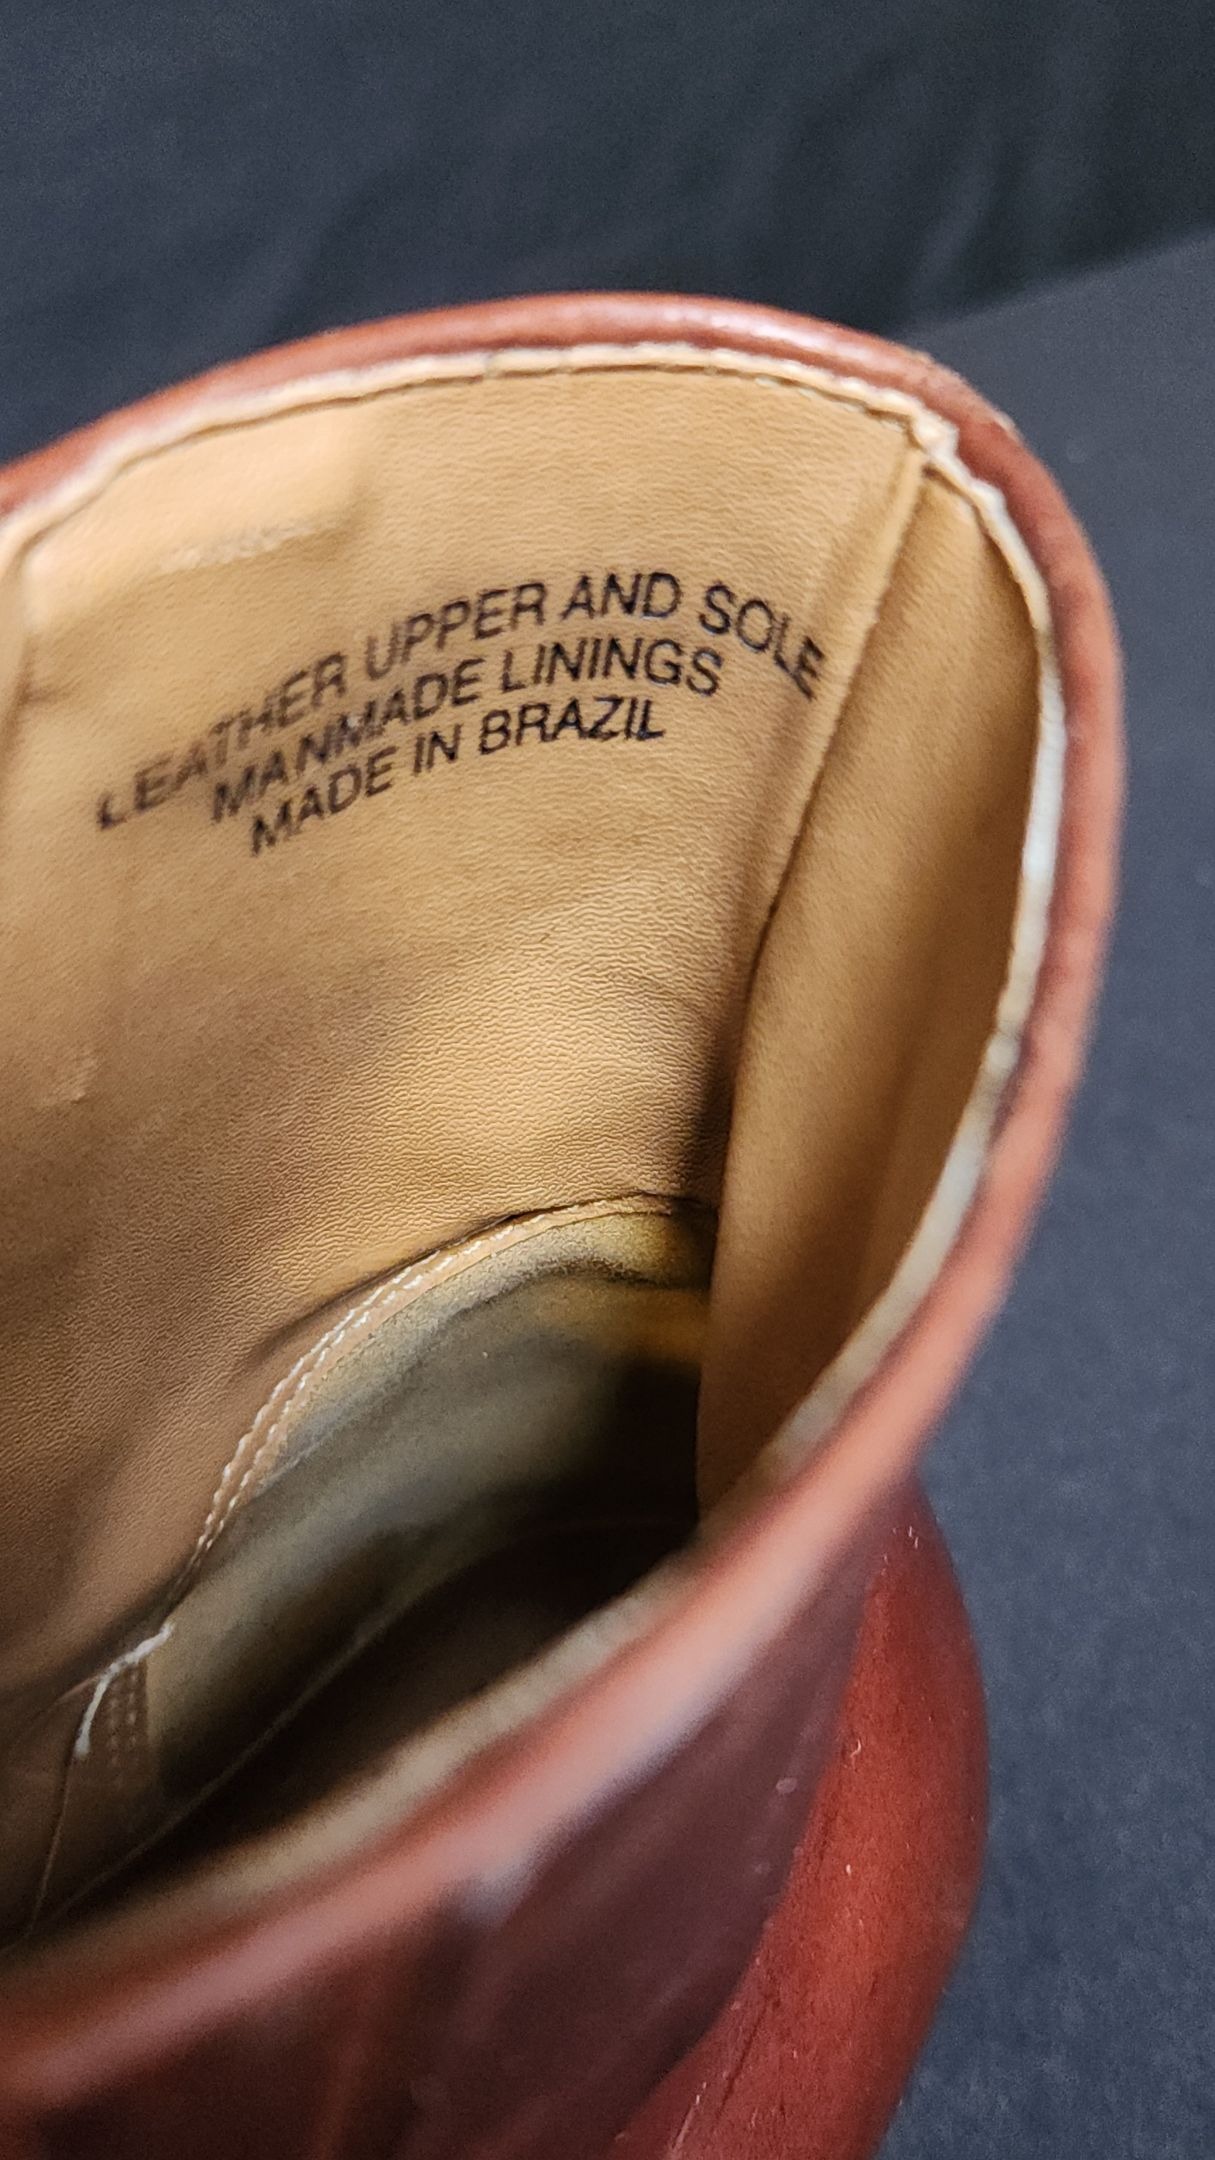 LEATHER UPPER AND SOLE
MANMADE LININGS
MADE IN BRAZIL